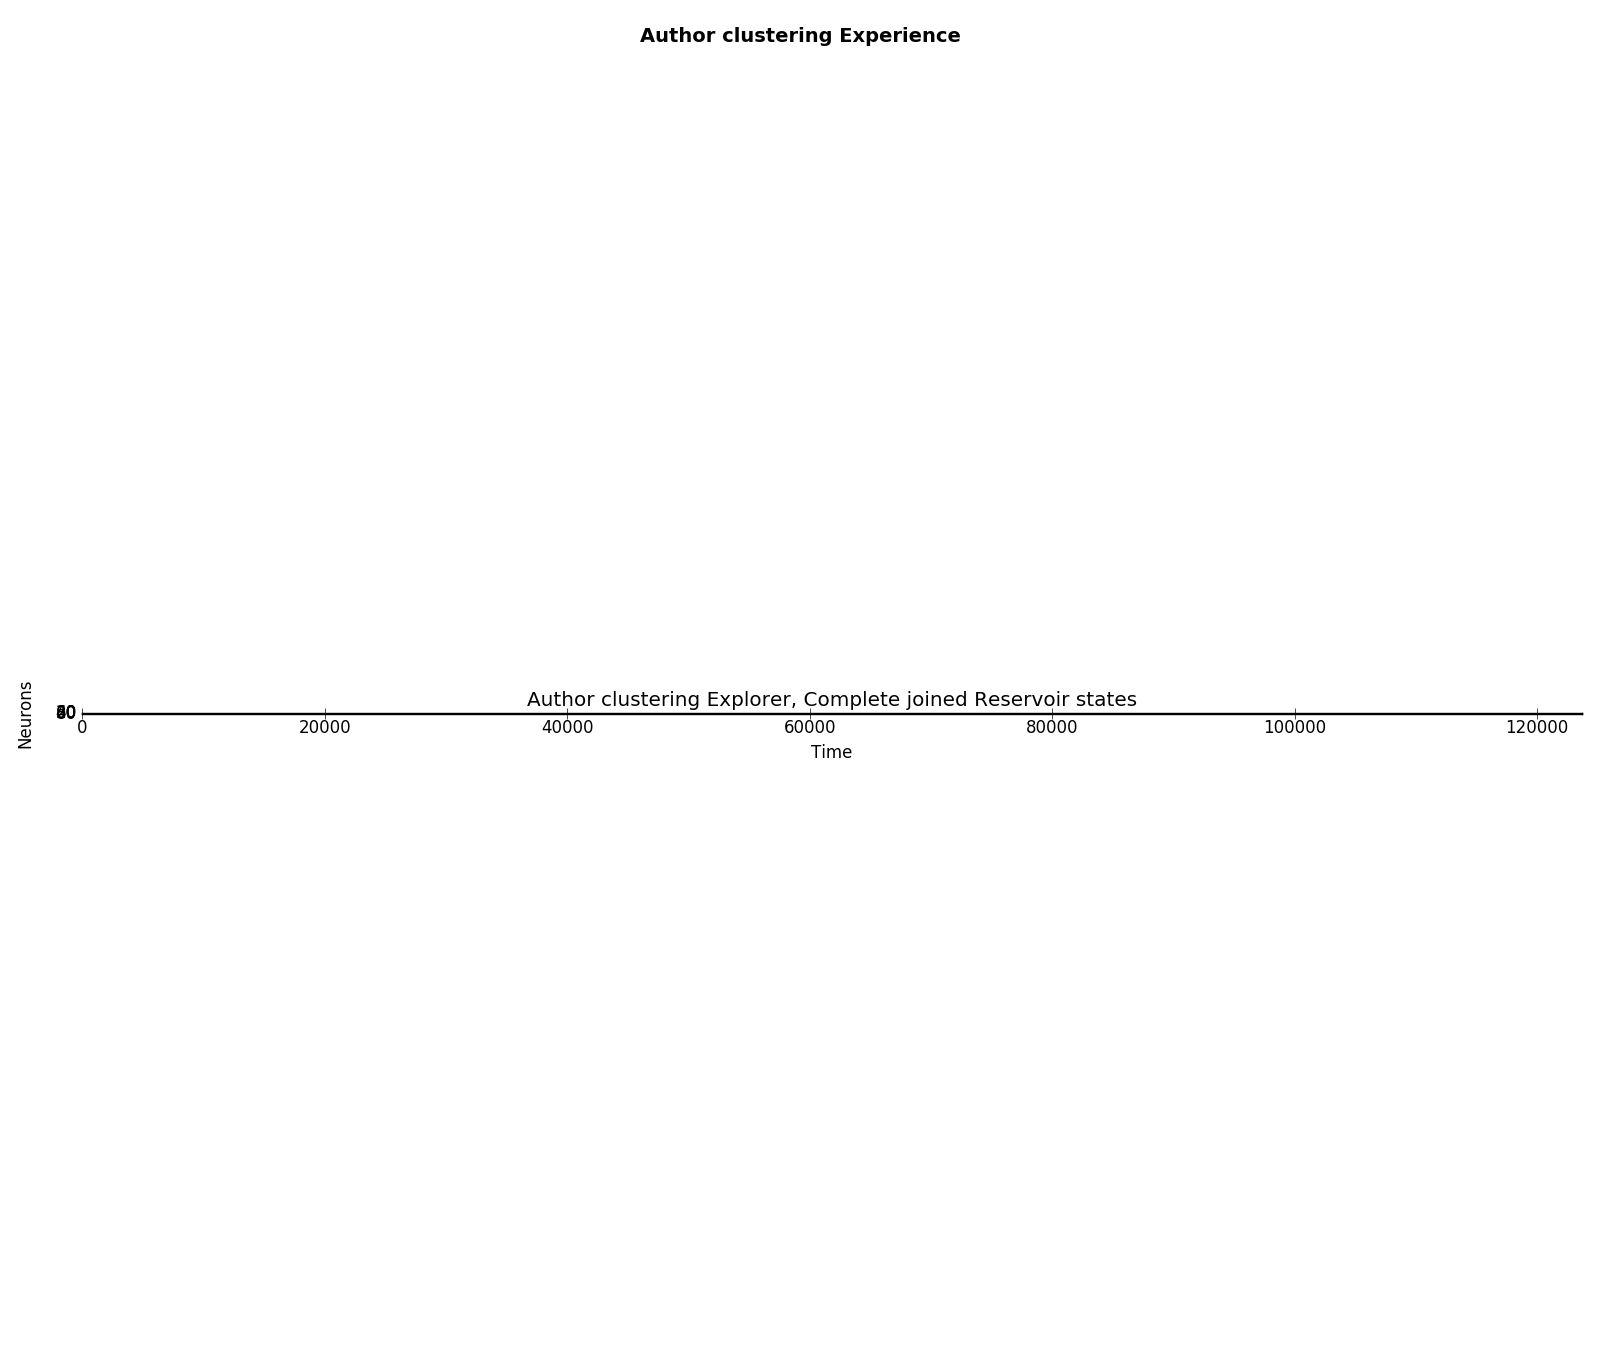 Author clustering Experience
Author clustering Explorer, Complete joined Reservoir states
Neurons
0 20000 40000 60000 80000 100000 120000
Time